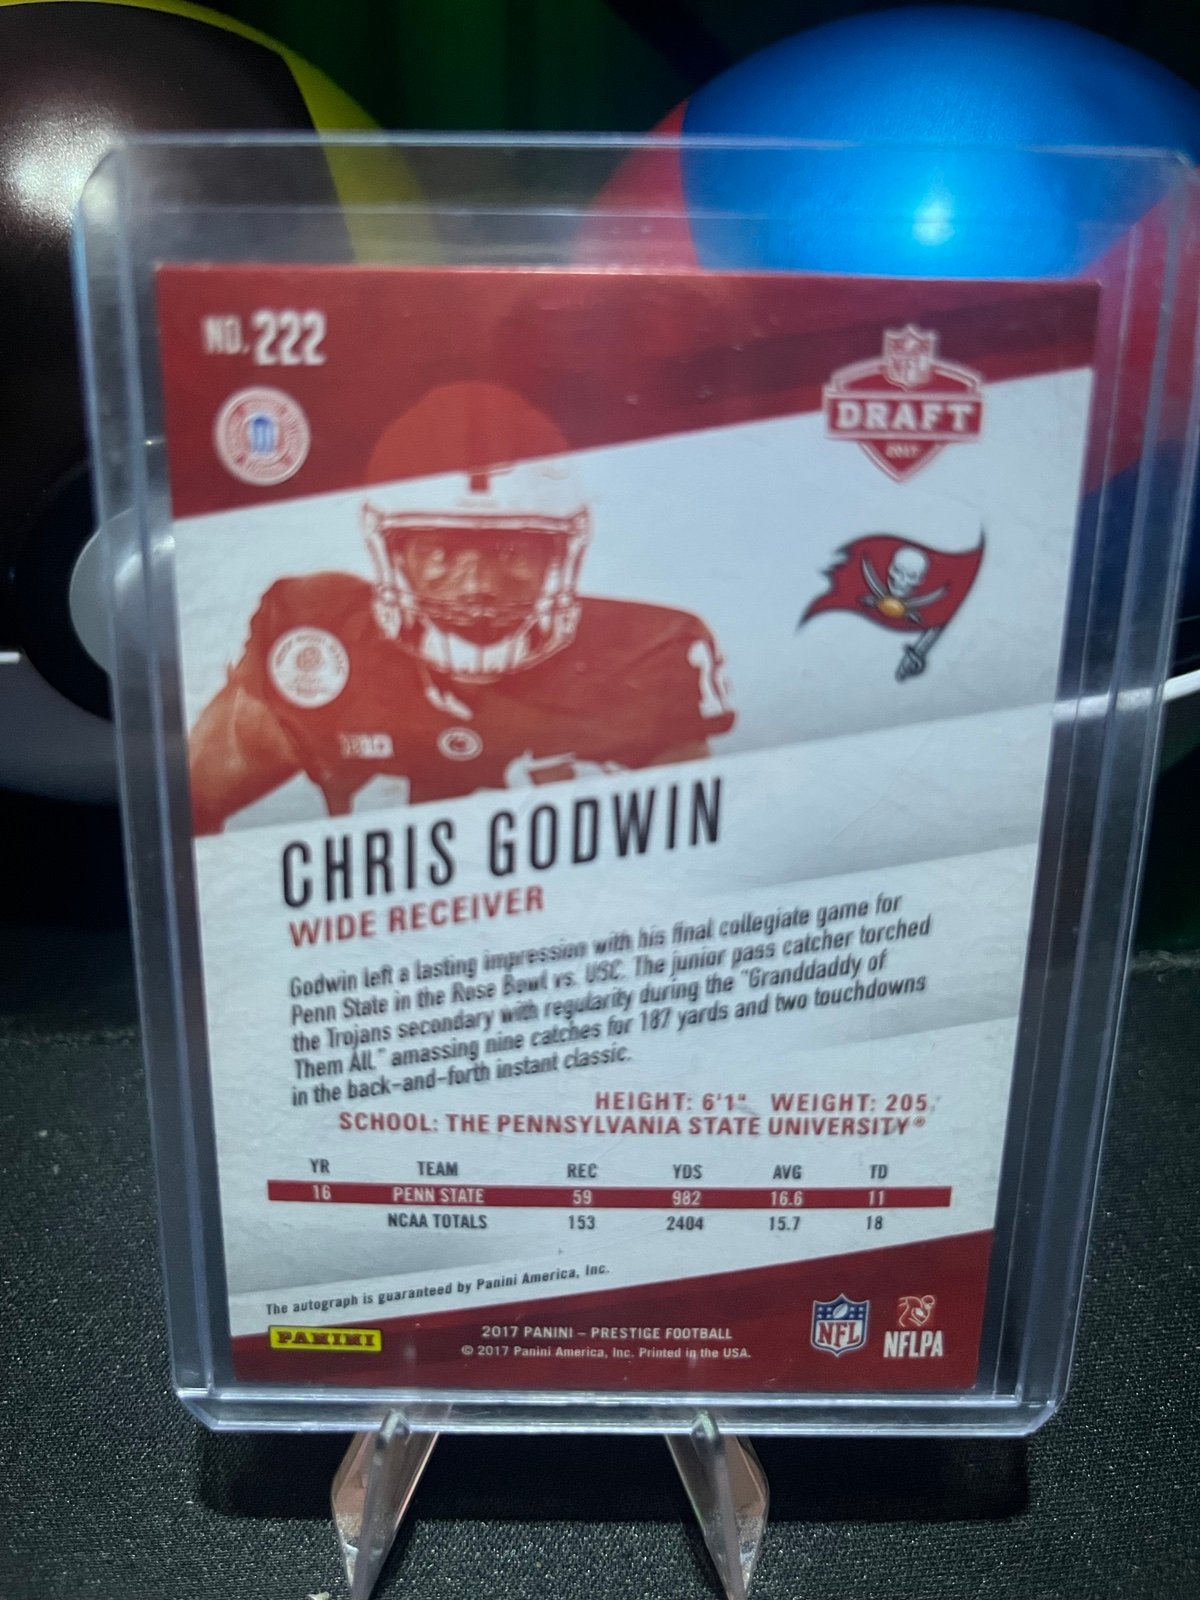 NO. 222
NFL
DRAFT
2017
B1G
CHRIS GODWIN
WIDE RECEIVER
Godwin left a lasting impression with his final collegiate game for
Penn State in the Rose Bowl vs. USC. The junior pass catcher torched
the Trojans secondary with regularity during the "Granddaddy of
Them All," amassing nine catches for 187 yards and two touchdowns
in the back-and-forth instant classic.
HEIGHT: 6'1" WEIGHT: 205
SCHOOL: THE PENNSYLVANIA STATE UNIVERSITY®
YR TEAM REC YDS AVG TD
16 PENN STATE 59 982 16.6 11
NCAA TOTALS 153 2404 15.7 18
The autograph is guaranteed by Panini America, Inc.
PANINI
2017 PANINI – PRESTIGE FOOTBALL
© 2017 Panini America, Inc. Printed in the USA.
NFL
NFLPA